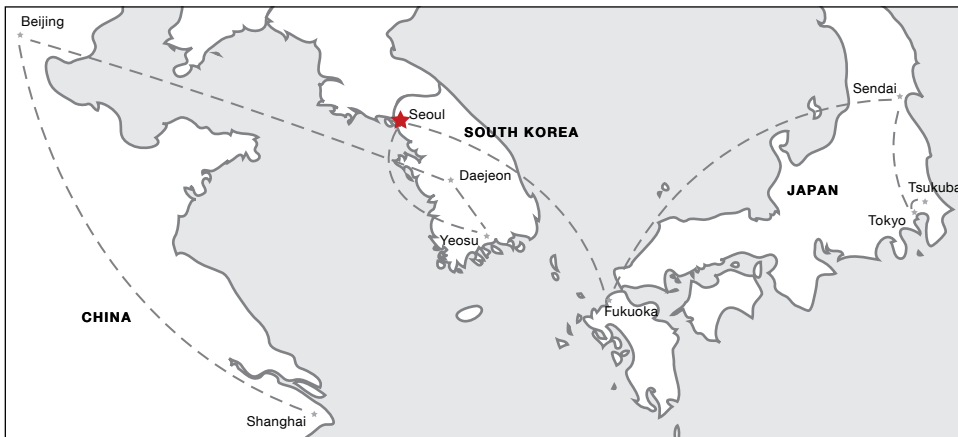 Beijing
Sendai
Seoul
SOUTH KOREA
Daejeon
JAPAN
Tsukuba
Tokyo
Yeosu
Fukuoka
CHINA
Shanghai